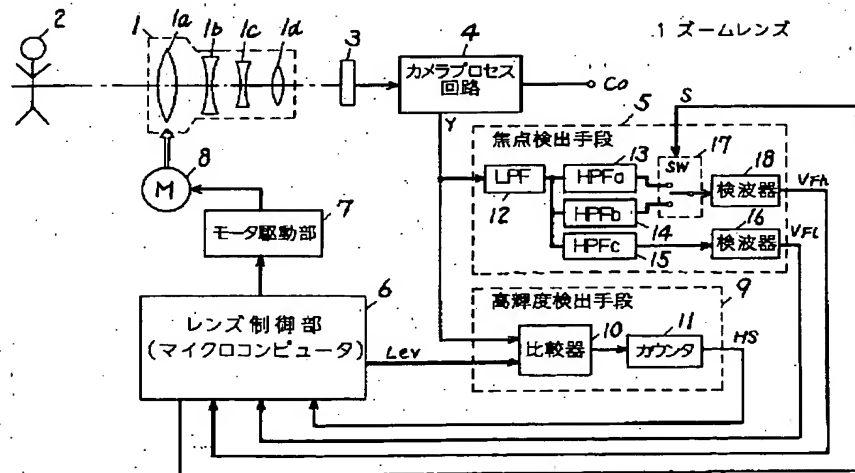 1 ズームレンズ
2
1
1a
1b
1c
1d
3
4
カメラプロセス
回路
Co
Y
S
5
焦点検出手段
LPF
12
HPFa
13
HPFb
14
HPFc
15
SW
17
検波器
18
VFh
検波器
16
VFl
8
M
7
モータ駆動部
6
レンズ制御部
(マイクロコンピュータ)
Lev
高輝度検出手段
9
比較器
10
カウンタ
11
HS